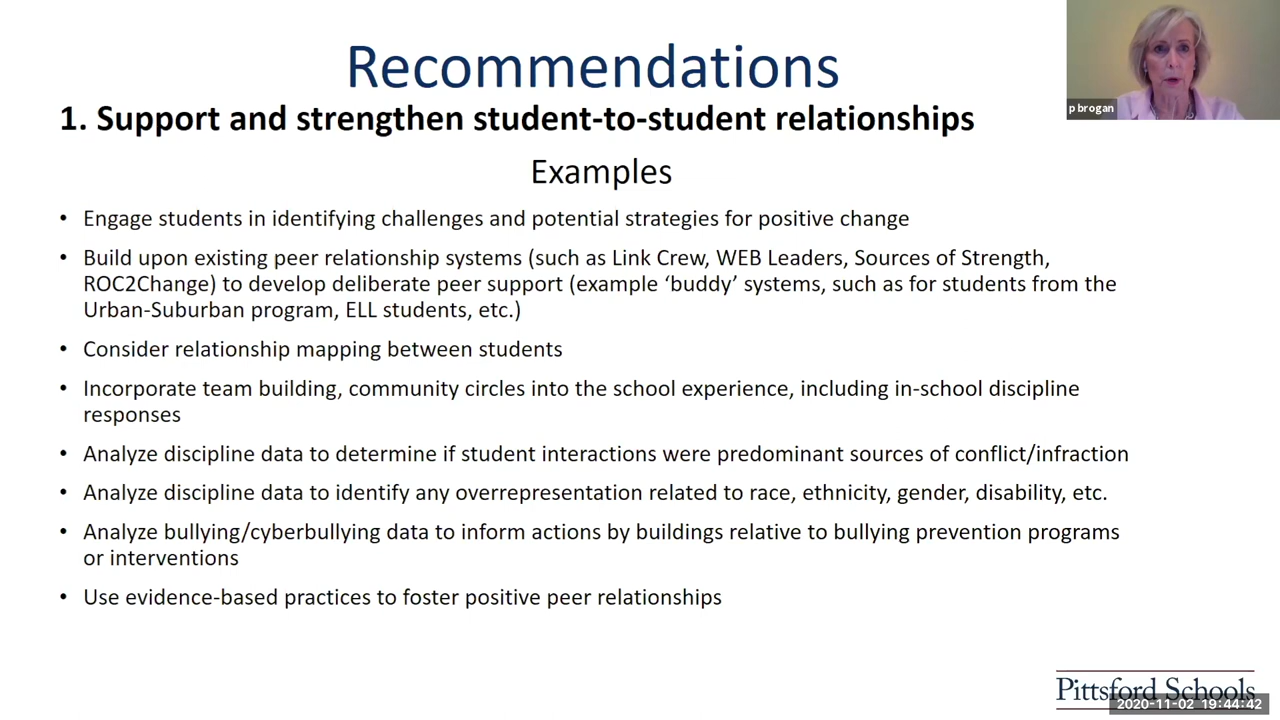 Recommendations
1. Support and strengthen student-to-student relationships
Examples
• Engage students in identifying challenges and potential strategies for positive change
• Build upon existing peer relationship systems (such as Link Crew, WEB Leaders, Sources of Strength,
ROC2Change) to develop deliberate peer support (example ‘buddy’ systems, such as for students from the
Urban-Suburban program, ELL students, etc.)
• Consider relationship mapping between students
• Incorporate team building, community circles into the school experience, including in-school discipline
responses
• Analyze discipline data to determine if student interactions were predominant sources of conflict/infraction
• Analyze discipline data to identify any overrepresentation related to race, ethnicity, gender, disability, etc.
• Analyze bullying/cyberbullying data to inform actions by buildings relative to bullying prevention programs
or interventions
• Use evidence-based practices to foster positive peer relationships
p brogan
Pittsford Schools
2020-11-02 19:44:42